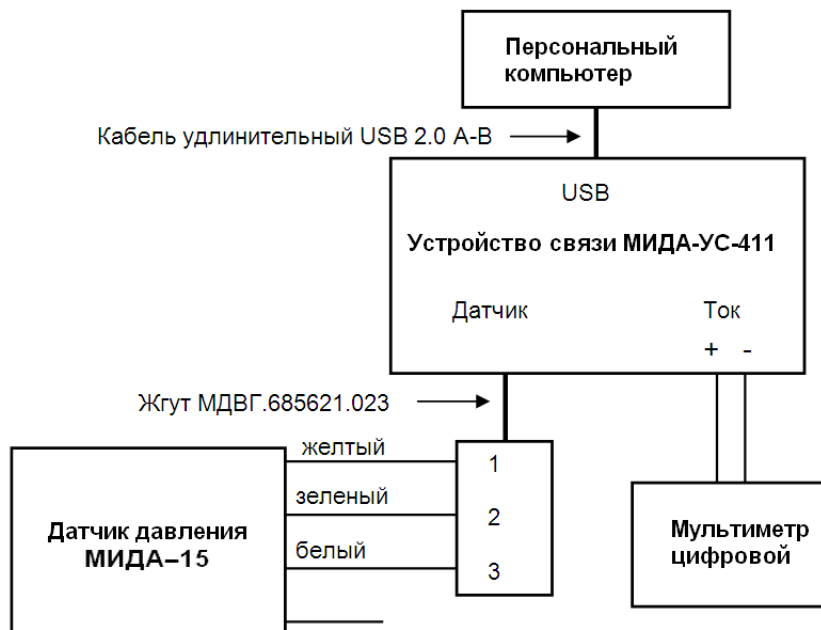 Персональный
компьютер
Кабель удлинительный USB 2.0 А-В
USB
Устройство связи МИДА-УС-411
Датчик
Ток
+ -
Жгут МДВГ.685621.023
желтый
1
зеленый
2
белый
3
Датчик давления
МИДА–15
Мультиметр
цифровой